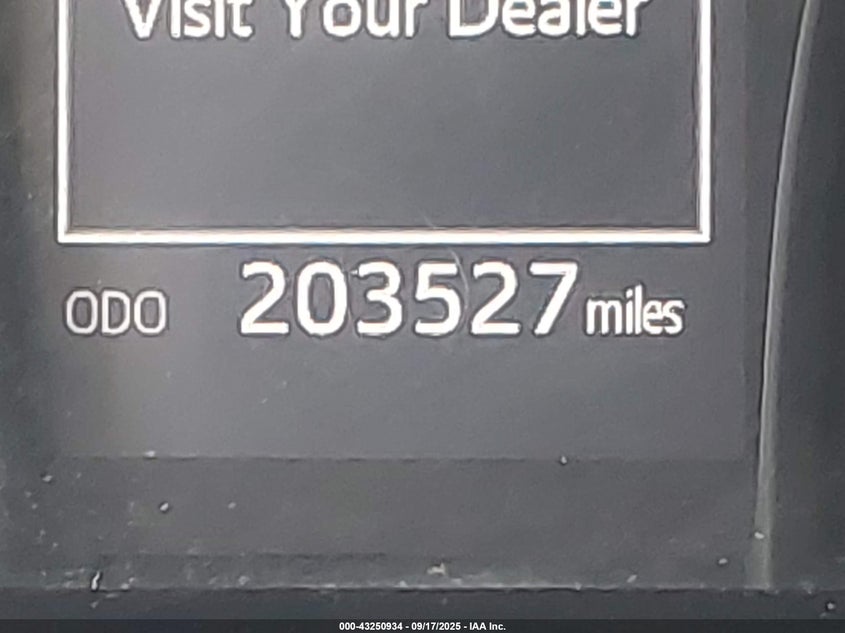 Visit Your Dealer
ODO 203527 miles
000-43250934 - 09/17/2025 - IAA Inc.